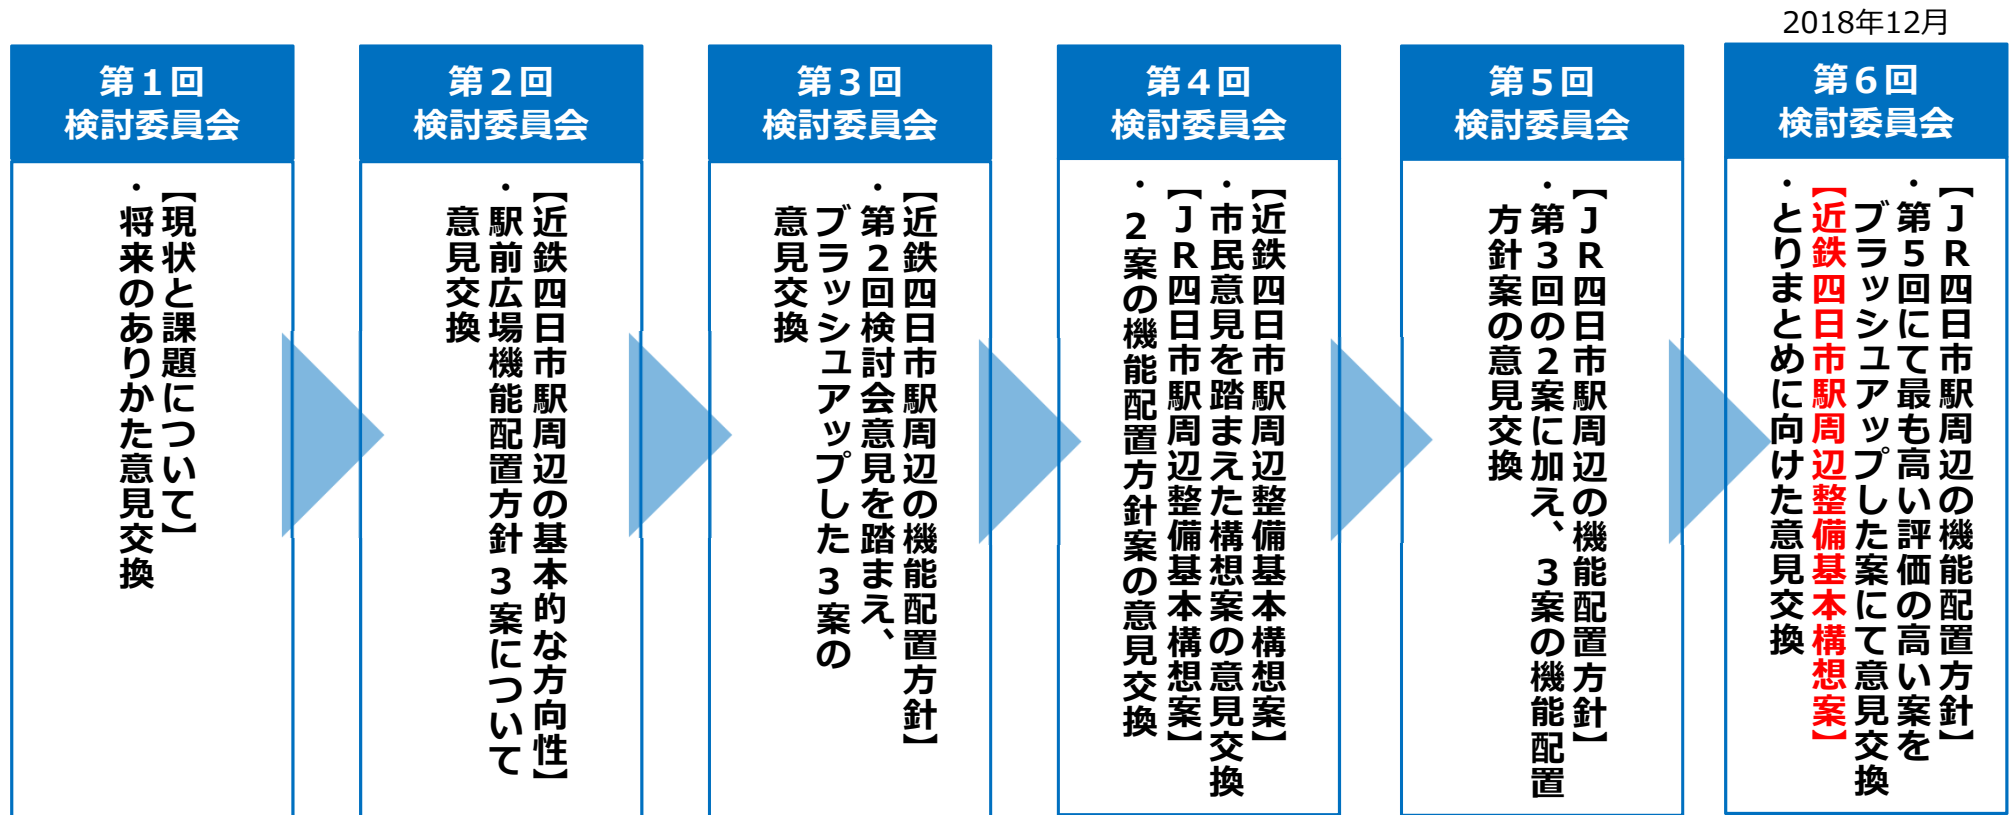 2018年12月
第1回
検討委員会
【現状と課題について】
・将来のありかた意見交換
第2回
検討委員会
【近鉄四日市駅周辺の基本的な方向性】
・駅前広場機能配置方針3案について
意見交換
第3回
検討委員会
【近鉄四日市駅周辺の機能配置方針】
・第2回検討会意見を踏まえ、
ブラッシュアップした3案の
意見交換
第4回
検討委員会
【近鉄四日市駅周辺整備基本構想案】
・市民意見を踏まえた構想案の意見交換
【JR四日市駅周辺整備基本構想案】
・2案の機能配置方針案の意見交換
第5回
検討委員会
【JR四日市駅周辺の機能配置方針】
・第3回の2案に加え、3案の機能配置
方針案の意見交換
第6回
検討委員会
【JR四日市駅周辺の機能配置方針】
・第5回にて最も高い評価の高い案を
ブラッシュアップした案にて意見交換
【近鉄四日市駅周辺整備基本構想案】
・とりまとめに向けた意見交換